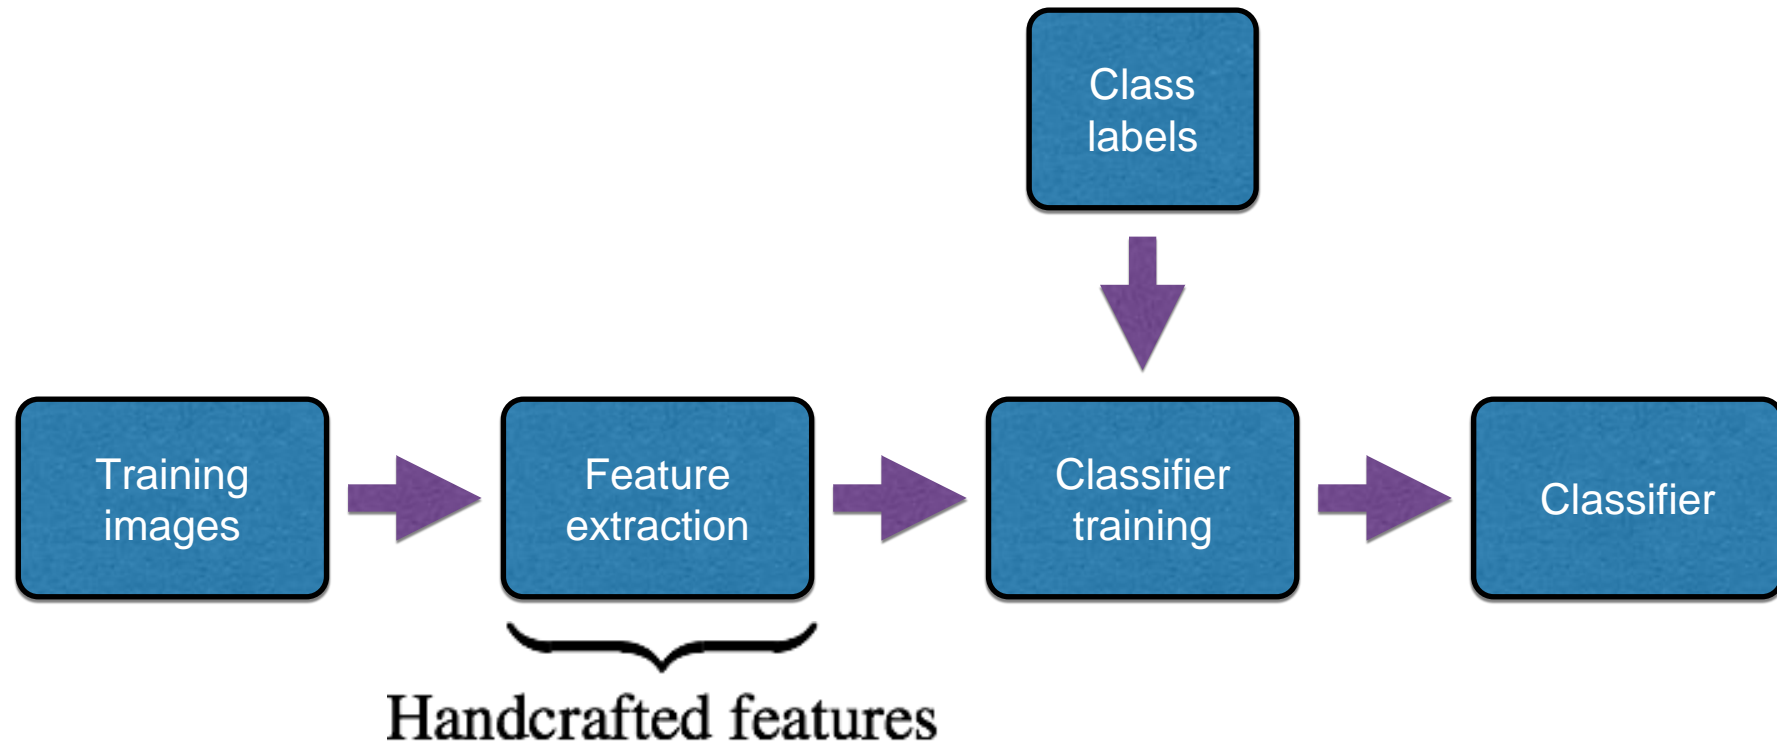 Class
labels
Training
images
Feature
extraction
Classifier
training
Classifier
Handcrafted features